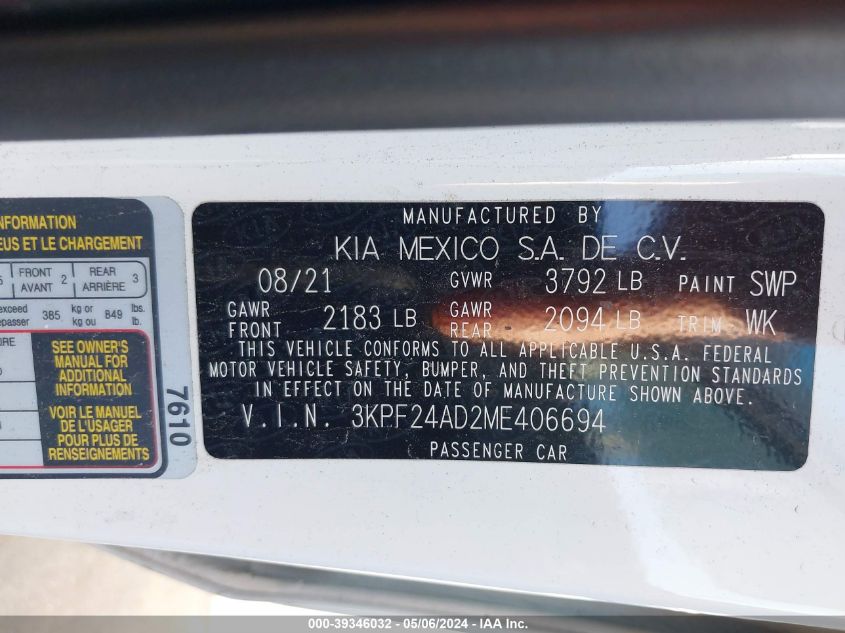 INFORMATION
EUS ET LE CHARGEMENT
5 FRONT AVANT 2 REAR ARRIÈRE 3
exceed
epasser 385 kg or kg ou 849 lbs. lb.
SEE OWNER'S
MANUAL FOR
ADDITIONAL
INFORMATION
VOIR LE MANUEL
DE L'USAGER
POUR PLUS DE
RENSEIGNEMENTS
7610
MANUFACTURED BY
KIA MEXICO S.A. DE C.V.
08/21 GVWR 3792 LB PAINT SWP
GAWR FRONT 2183 LB GAWR REAR 2094 LB TRIM WK
THIS VEHICLE CONFORMS TO ALL APPLICABLE U.S.A. FEDERAL
MOTOR VEHICLE SAFETY, BUMPER, AND THEFT PREVENTION STANDARDS
IN EFFECT ON THE DATE OF MANUFACTURE SHOWN ABOVE.
V.I.N. 3KPF24AD2ME406694
PASSENGER CAR
000-39346032 - 05/06/2024 - IAA, Inc.